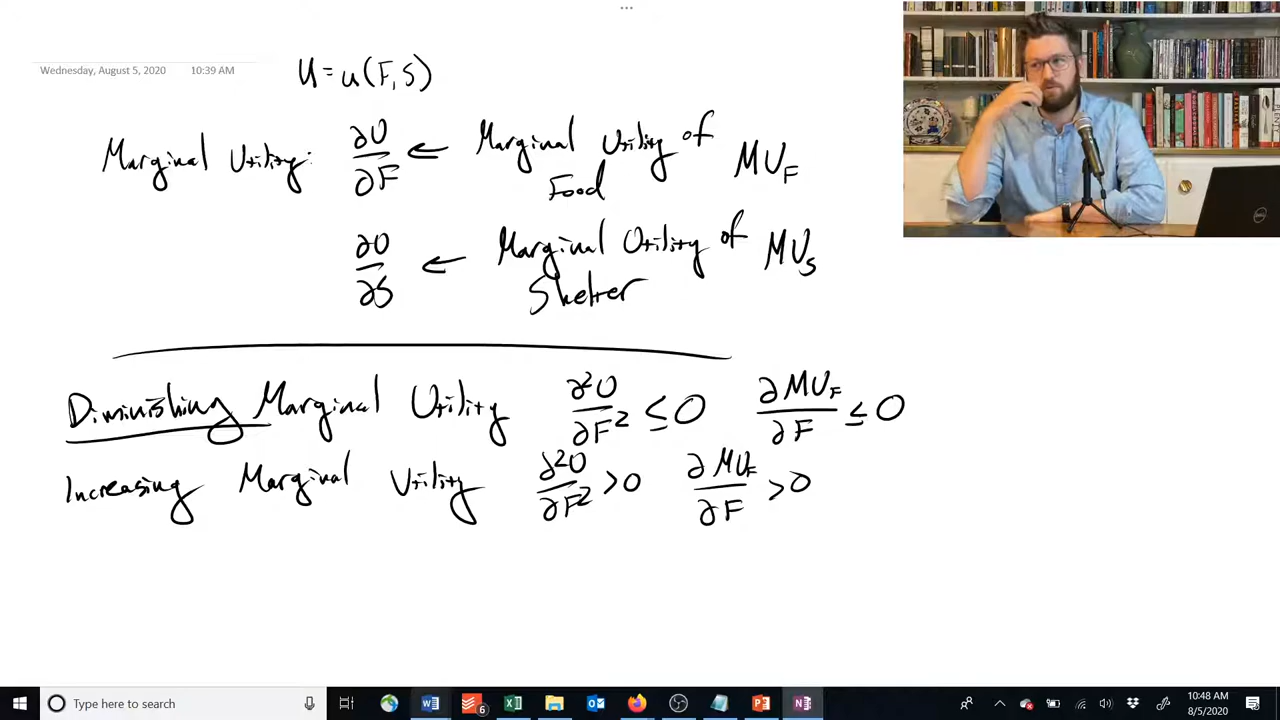 Wednesday, August 5, 2020 10:39 AM
U = u(F, S)
Marginal Utility: ∂U/∂F ← Marginal Utility of Food MU_F
∂U/∂S ← Marginal Utility of Shelter MU_S
Diminishing Marginal Utility ∂²U/∂F² ≤ 0 ∂MU_F/∂F ≤ 0
Increasing Marginal Utility ∂²U/∂F² > 0 ∂MU_F/∂F > 0
Type here to search
6
10:48 AM
8/5/2020